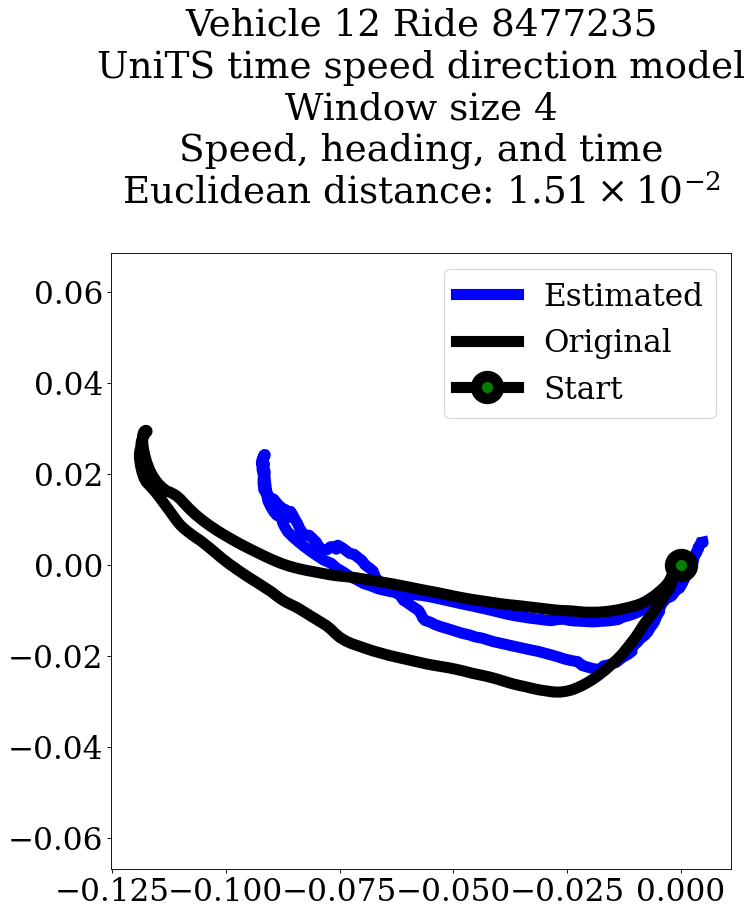 Vehicle 12 Ride 8477235
UniTS time speed direction model
Window size 4
Speed, heading, and time
Euclidean distance: 1.51 × 10⁻²
Estimated
Original
Start
0.06
0.04
0.02
0.00
−0.02
−0.04
−0.06
−0.125 −0.100 −0.075 −0.050 −0.025 0.000